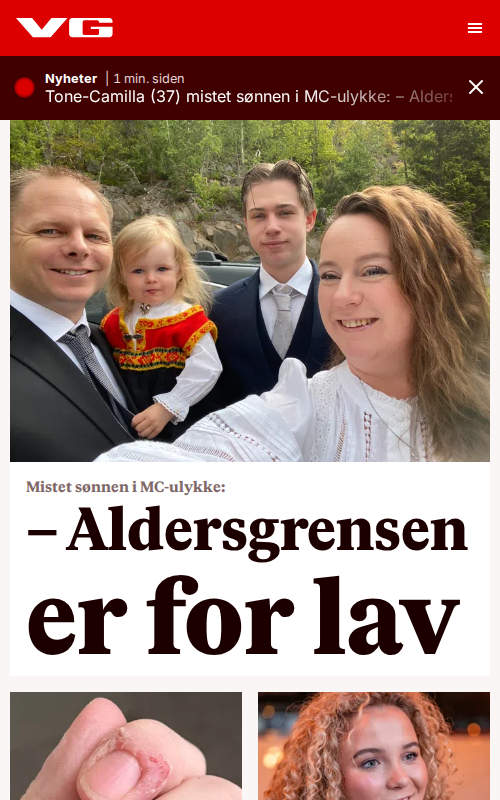 VG
Nyheter | 1 min. siden
Tone-Camilla (37) mistet sønnen i MC-ulykke: – Alders
Mistet sønnen i MC-ulykke:
– Aldersgrensen
er for lav